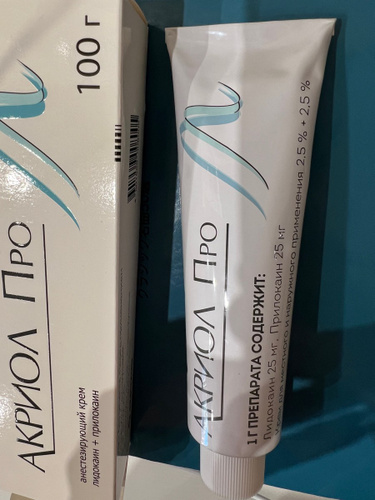 100 г
АКРИОЛ ПРО
анестезирующий крем
лидокаин + прилокаин
АКРИОЛ ПРО
1 Г ПРЕПАРАТА СОДЕРЖИТ:
Лидокаин 25 мг, Прилокаин 25 мг
Крем для местного и наружного применения 2,5 % + 2,5 %